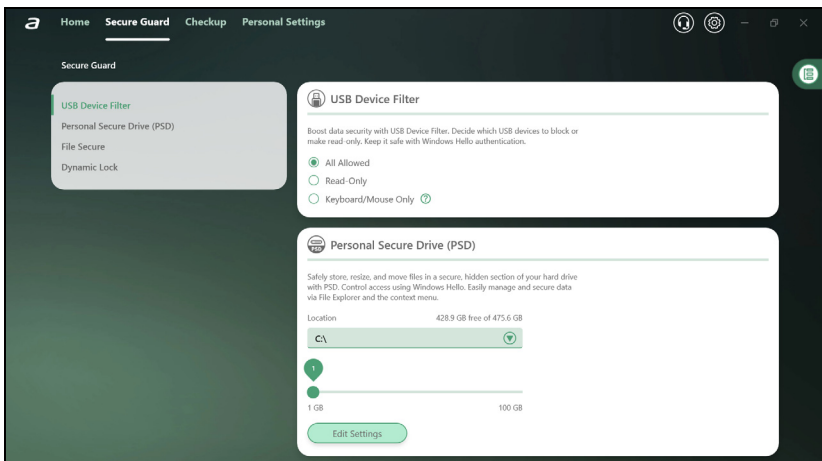 a Home Secure Guard Checkup Personal Settings
Secure Guard
USB Device Filter
Personal Secure Drive (PSD)
File Secure
Dynamic Lock
USB Device Filter
Boost data security with USB Device Filter. Decide which USB devices to block or
make read-only. Keep it safe with Windows Hello authentication.
All Allowed
Read-Only
Keyboard/Mouse Only ?
PSD Personal Secure Drive (PSD)
Safely store, resize, and move files in a secure, hidden section of your hard drive
with PSD. Control access using Windows Hello. Easily manage and secure data
via File Explorer and the context menu.
Location 428.9 GB free of 475.6 GB
C:\
1
1 GB 100 GB
Edit Settings